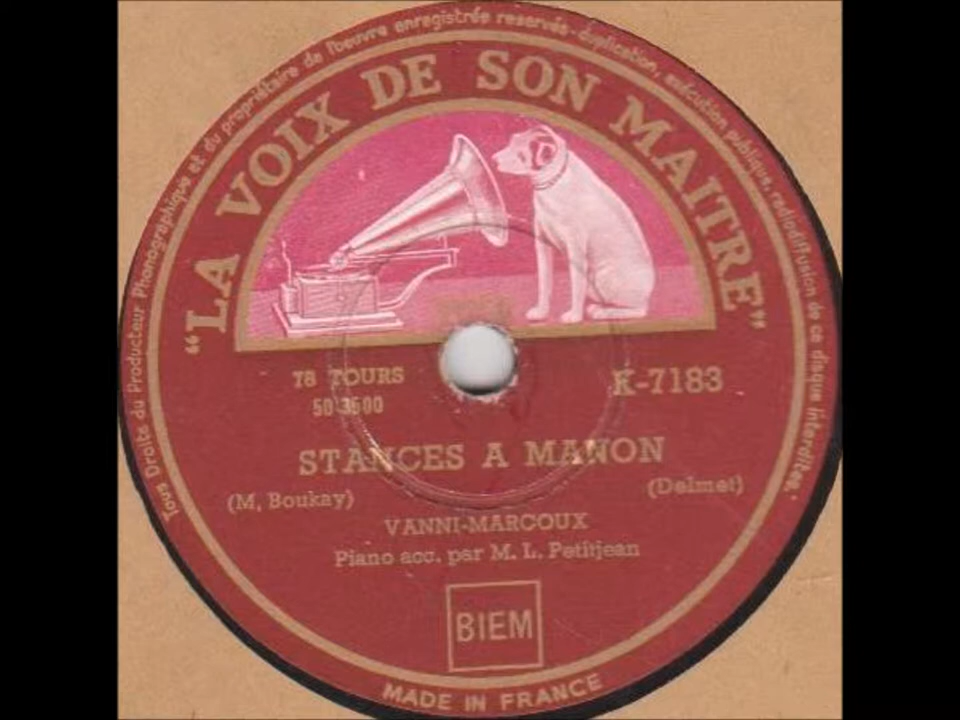 Tous Droits du Producteur Phonographique et du propriétaire de l'oeuvre enregistrée reservés - duplication, exécution publique, radiodiffusion de ce disque interdites.
"LA VOIX DE SON MAITRE"
78 TOURS
K-7183
50-3600
STANCES A MANON
(M. Boukay)
(Delmet)
VANNI-MARCOUX
Piano acc. par M. L. Petitjean
BIEM
MADE IN FRANCE